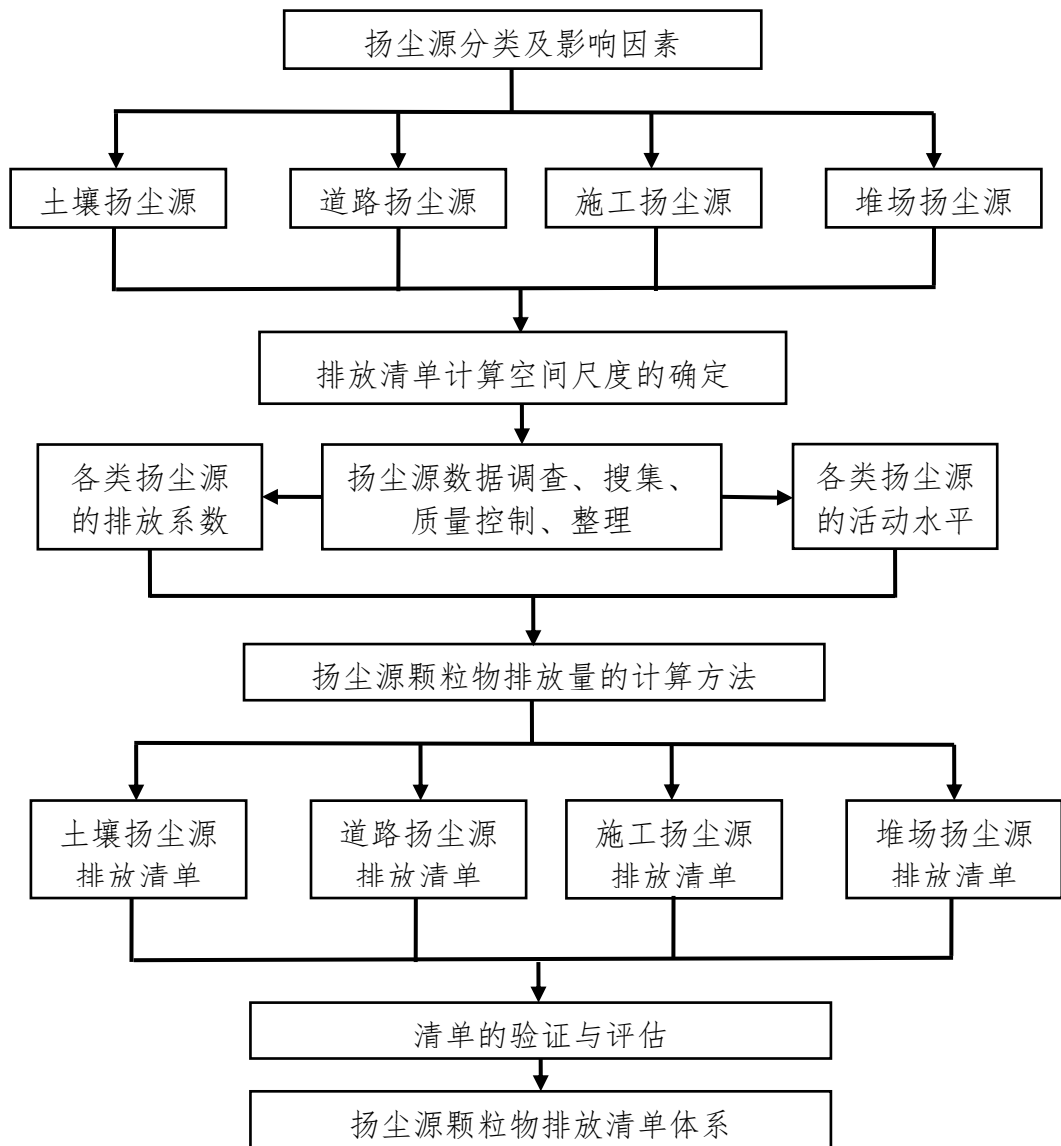 扬尘源分类及影响因素
土壤扬尘源
道路扬尘源
施工扬尘源
堆场扬尘源
排放清单计算空间尺度的确定
各类扬尘源
的排放系数
扬尘源数据调查、搜集、
质量控制、整理
各类扬尘源
的活动水平
扬尘源颗粒物排放量的计算方法
土壤扬尘源
排放清单
道路扬尘源
排放清单
施工扬尘源
排放清单
堆场扬尘源
排放清单
清单的验证与评估
扬尘源颗粒物排放清单体系